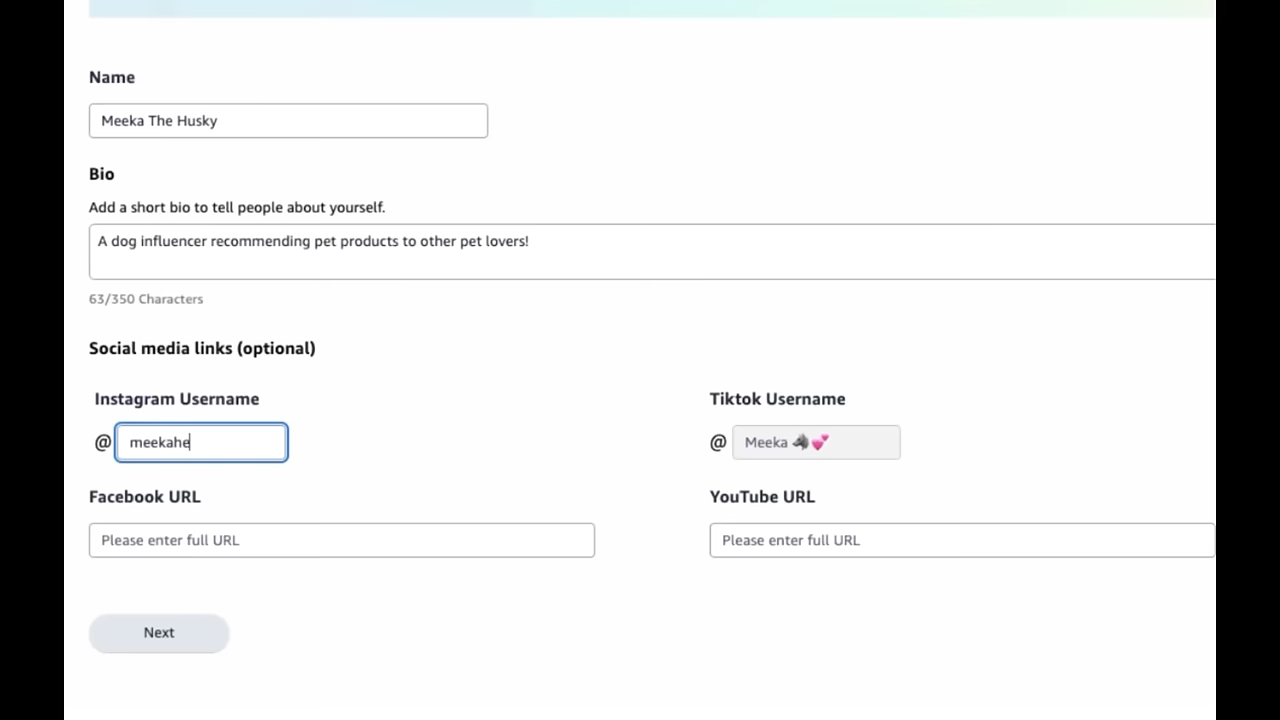 Name
Meeka The Husky
Bio
Add a short bio to tell people about yourself.
A dog influencer recommending pet products to other pet lovers!
63/350 Characters
Social media links (optional)
Instagram Username
Tiktok Username
@ meekahe
@ Meeka 🐴💕
Facebook URL
YouTube URL
Please enter full URL
Please enter full URL
Next